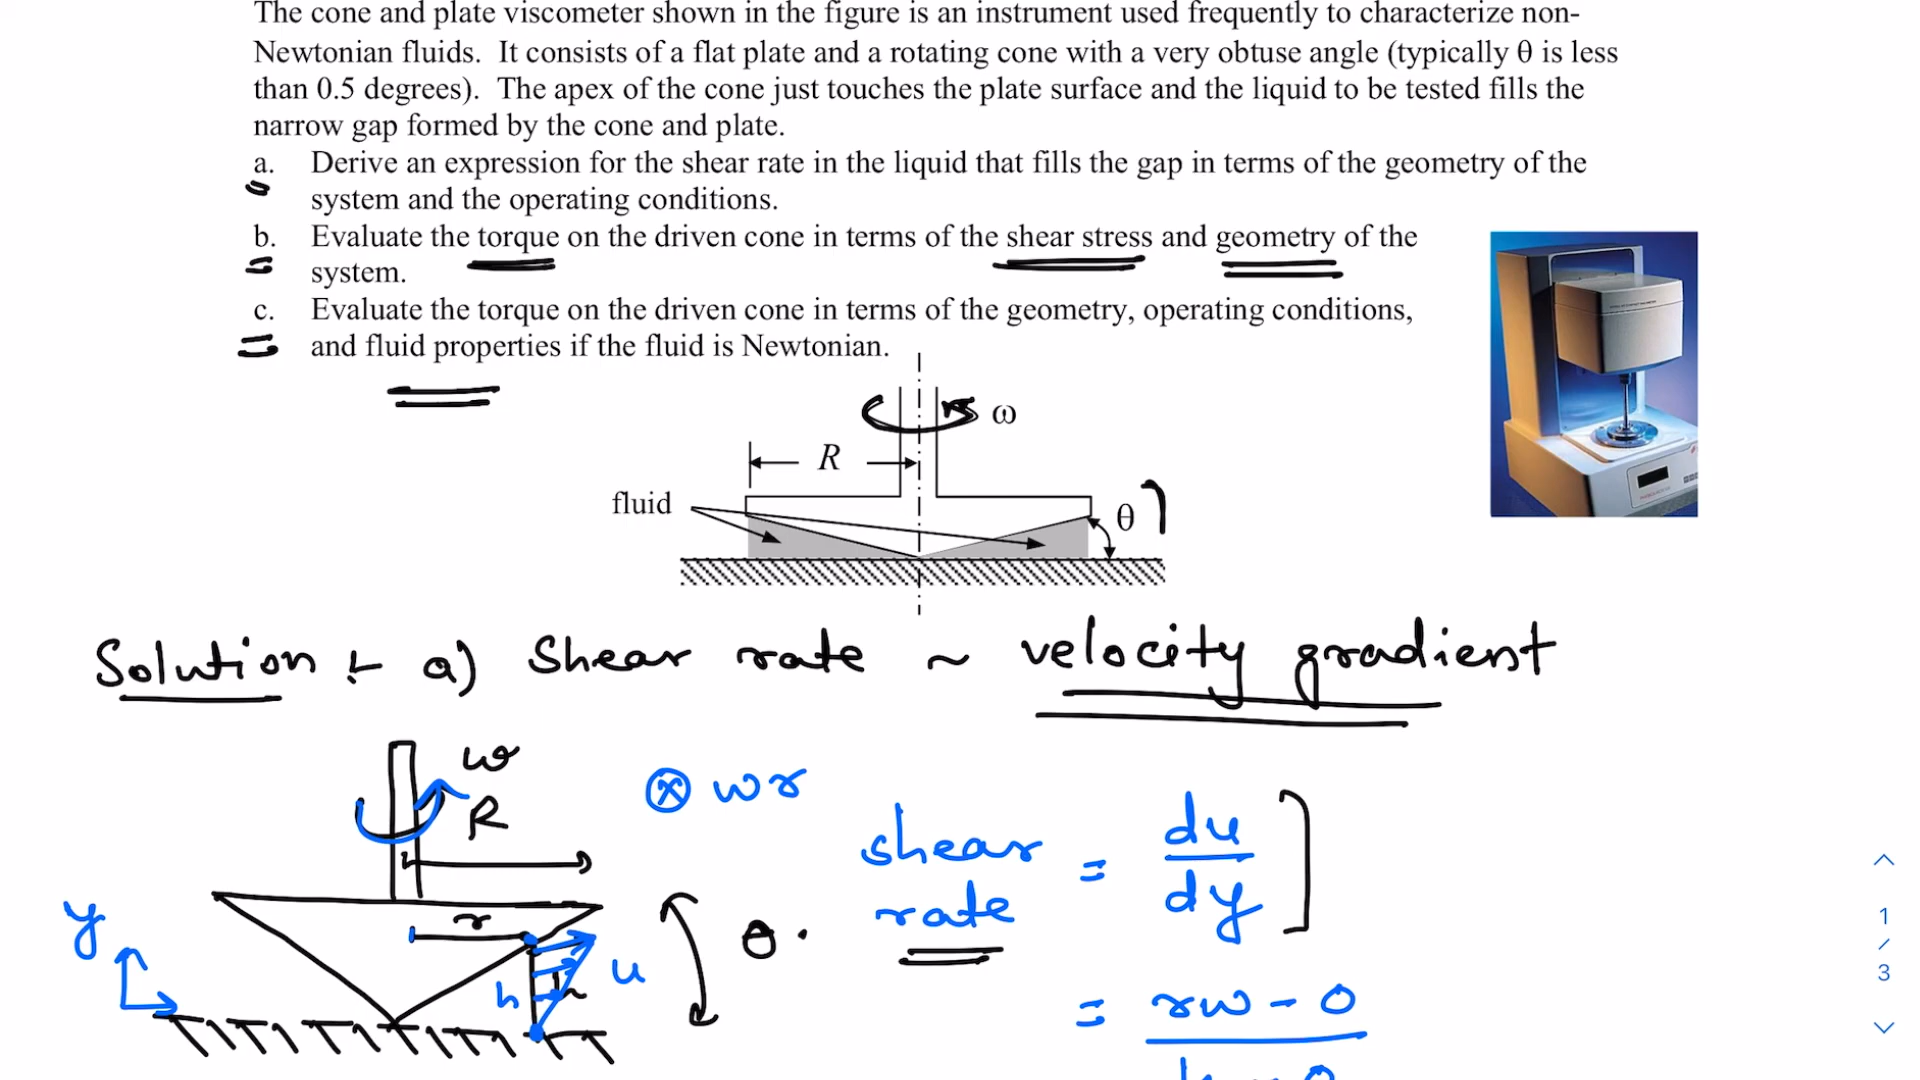 The cone and plate viscometer shown in the figure is an instrument used frequently to characterize non-
Newtonian fluids. It consists of a flat plate and a rotating cone with a very obtuse angle (typically θ is less
than 0.5 degrees). The apex of the cone just touches the plate surface and the liquid to be tested fills the
narrow gap formed by the cone and plate.
a. Derive an expression for the shear rate in the liquid that fills the gap in terms of the geometry of the
system and the operating conditions.
b. Evaluate the torque on the driven cone in terms of the shear stress and geometry of the
system.
c. Evaluate the torque on the driven cone in terms of the geometry, operating conditions,
and fluid properties if the fluid is Newtonian.
ω
R
fluid
θ
Solution :- a) Shear rate ~ velocity gradient
ω
R
⊗ ωr
shear rate = du/dy
y
r
θ
h
u
= rω - 0
1
/
3